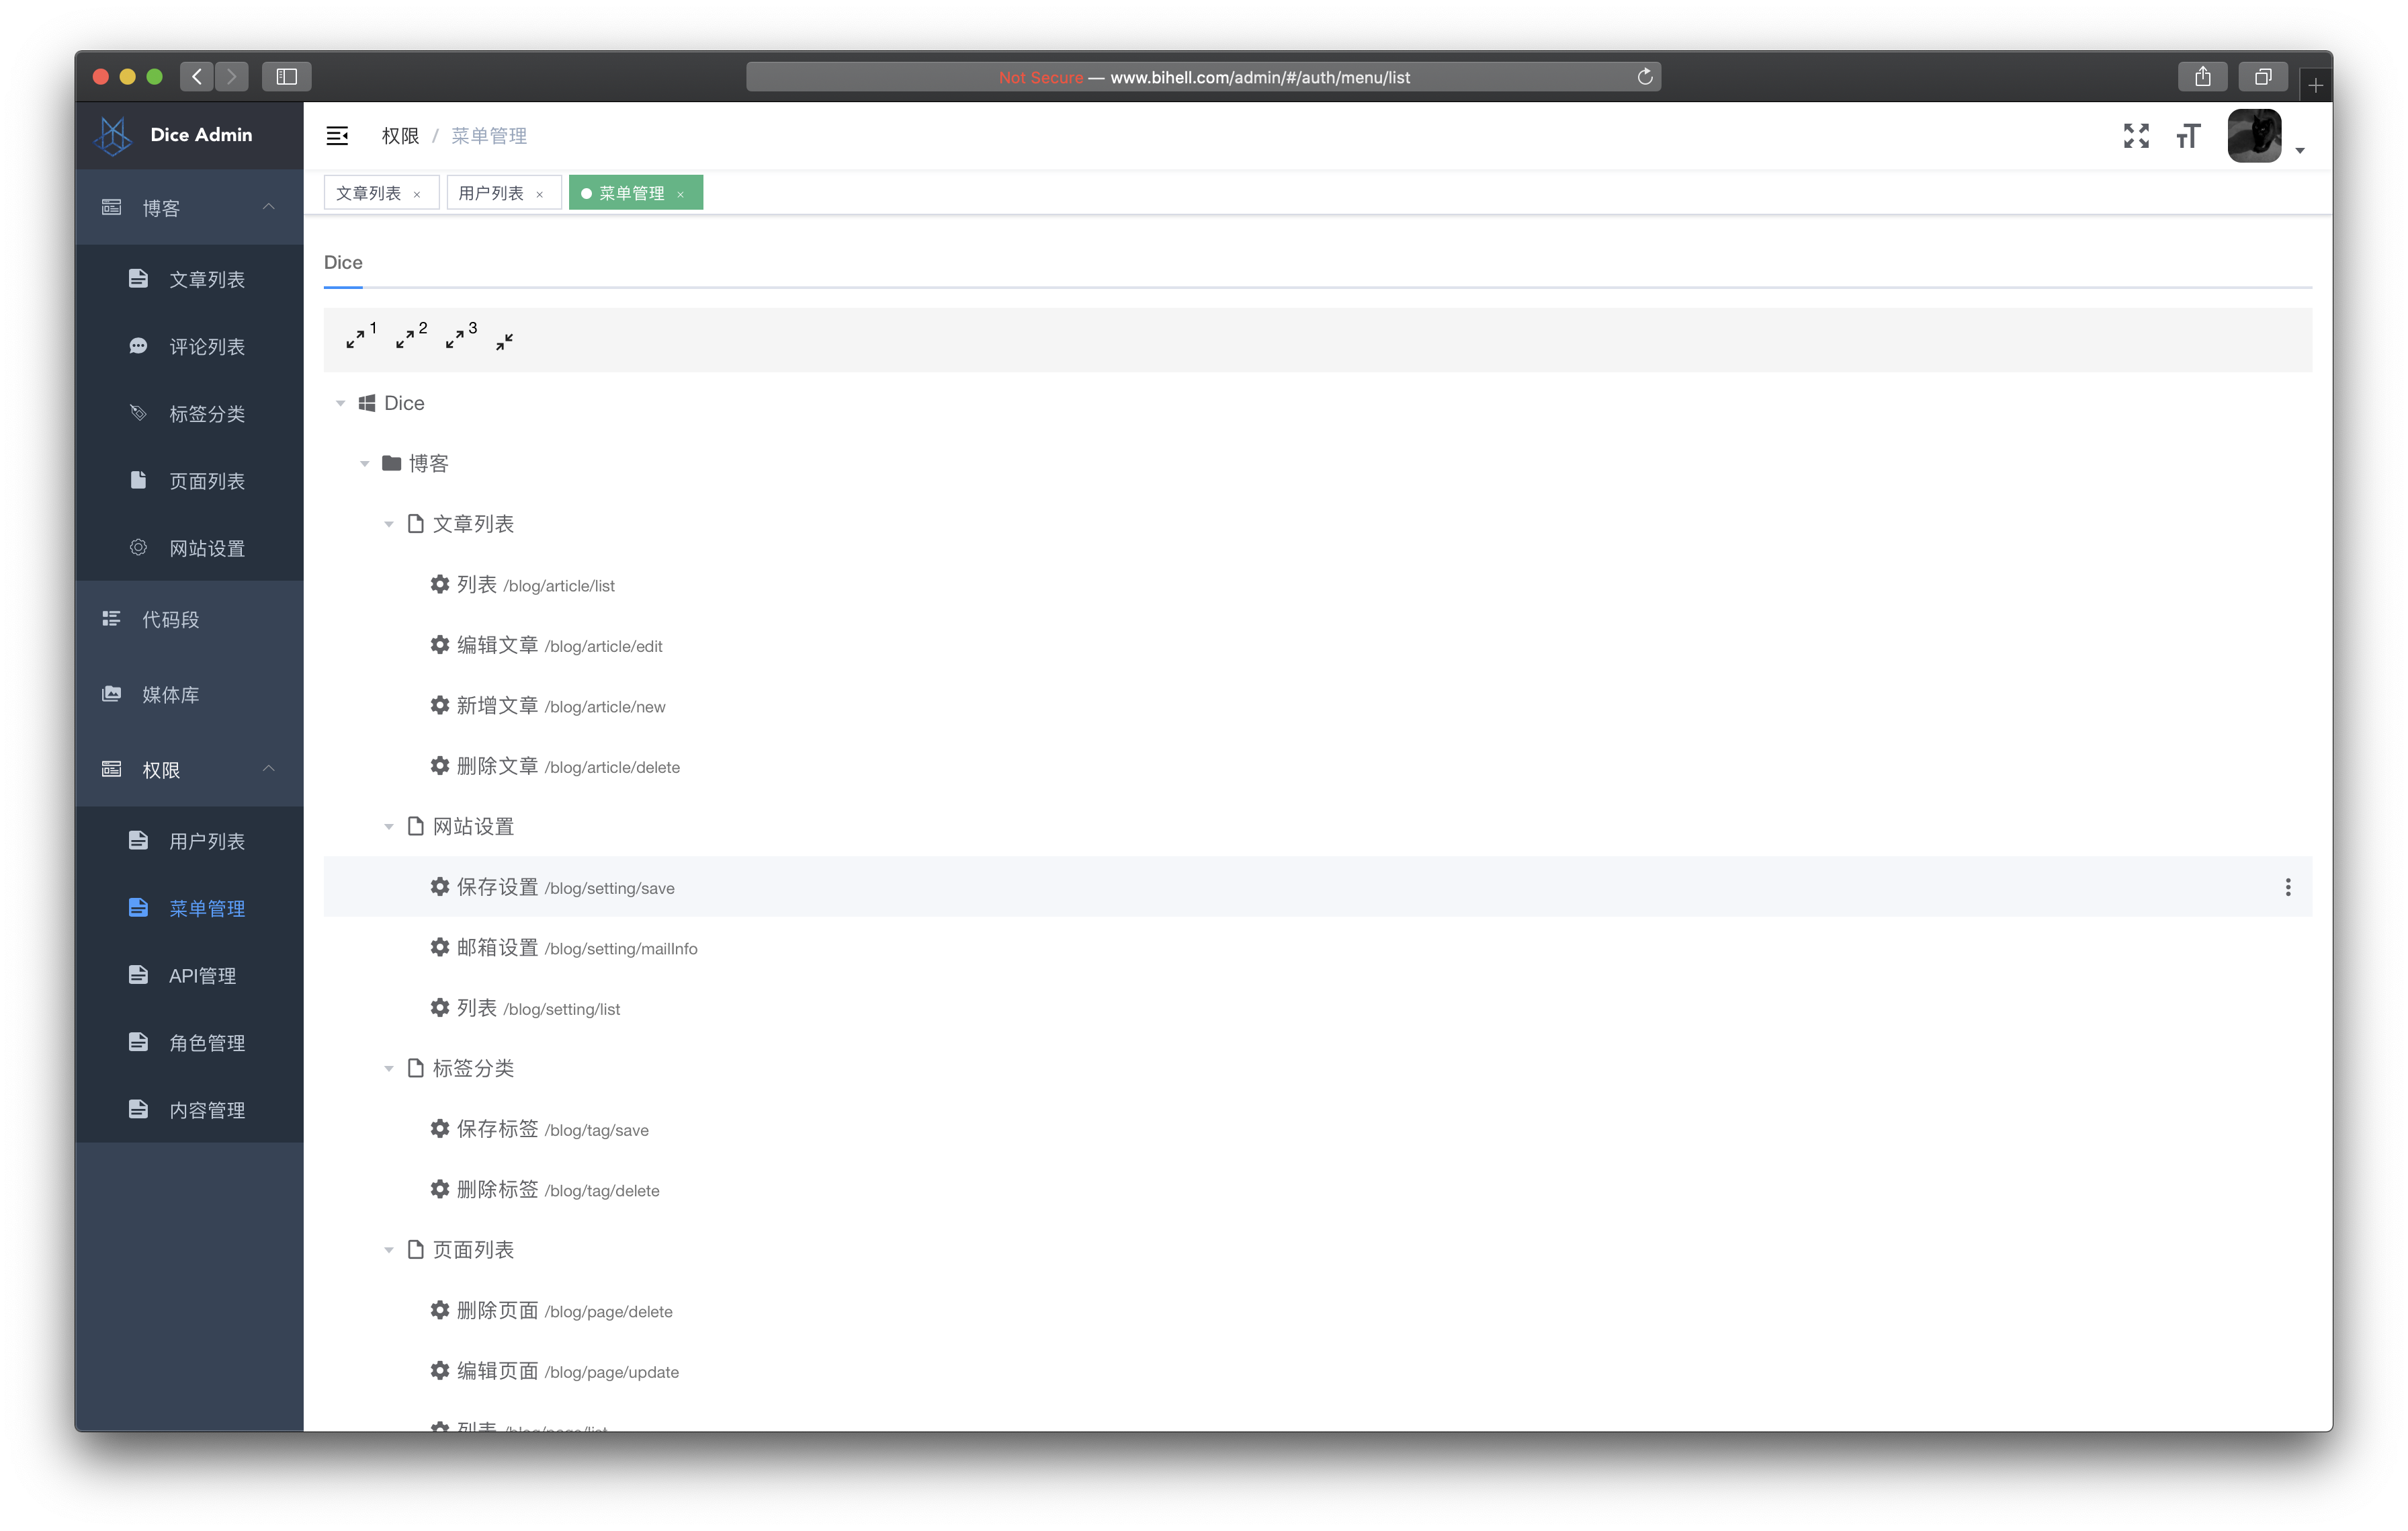 Not Secure — www.bihell.com/admin/#/auth/menu/list
Dice Admin
权限 / 菜单管理
文章列表 × 用户列表 × 菜单管理 ×
博客
文章列表
评论列表
标签分类
页面列表
网站设置
代码段
媒体库
权限
用户列表
菜单管理
API管理
角色管理
内容管理
Dice
1 2 3
Dice
博客
文章列表
列表 /blog/article/list
编辑文章 /blog/article/edit
新增文章 /blog/article/new
删除文章 /blog/article/delete
网站设置
保存设置 /blog/setting/save
邮箱设置 /blog/setting/mailInfo
列表 /blog/setting/list
标签分类
保存标签 /blog/tag/save
删除标签 /blog/tag/delete
页面列表
删除页面 /blog/page/delete
编辑页面 /blog/page/update
列表 /blog/page/list